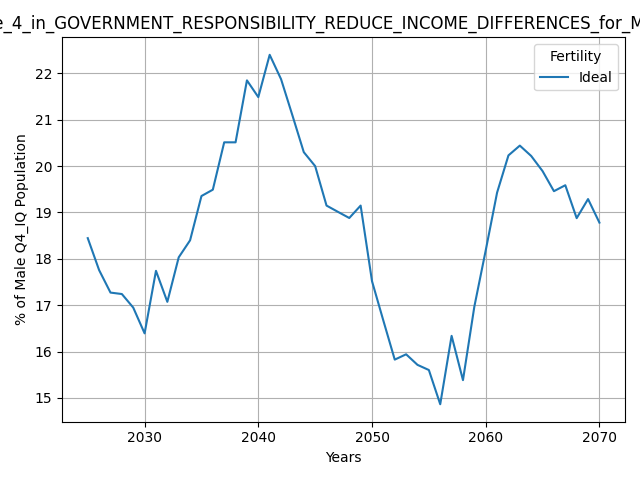 e_4_in_GOVERNMENT_RESPONSIBILITY_REDUCE_INCOME_DIFFERENCES_for_M
Fertility
Ideal
22
21
20
19
18
17
16
15
% of Male Q4_IQ Population
2030 2040 2050 2060 2070
Years